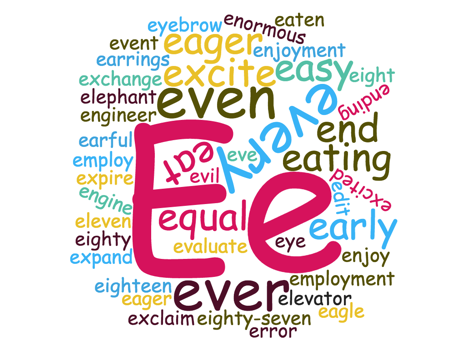 eyebrow
enormous
eaten
event
eager
enjoyment
earrings
exchange
excite
easy
eight
elephant
engineer
even
every
ending
end
earful
employ
expire
eat
eve
evil
eating
excited
edit
engine
eleven
equal
early
Ee
eighty
evaluate
eye
expand
enjoy
eighteen
eager
ever
employment
elevator
exclaim
eighty-seven
eagle
error